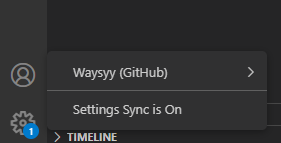 Waysyy (GitHub)
Settings Sync is On
1
TIMELINE